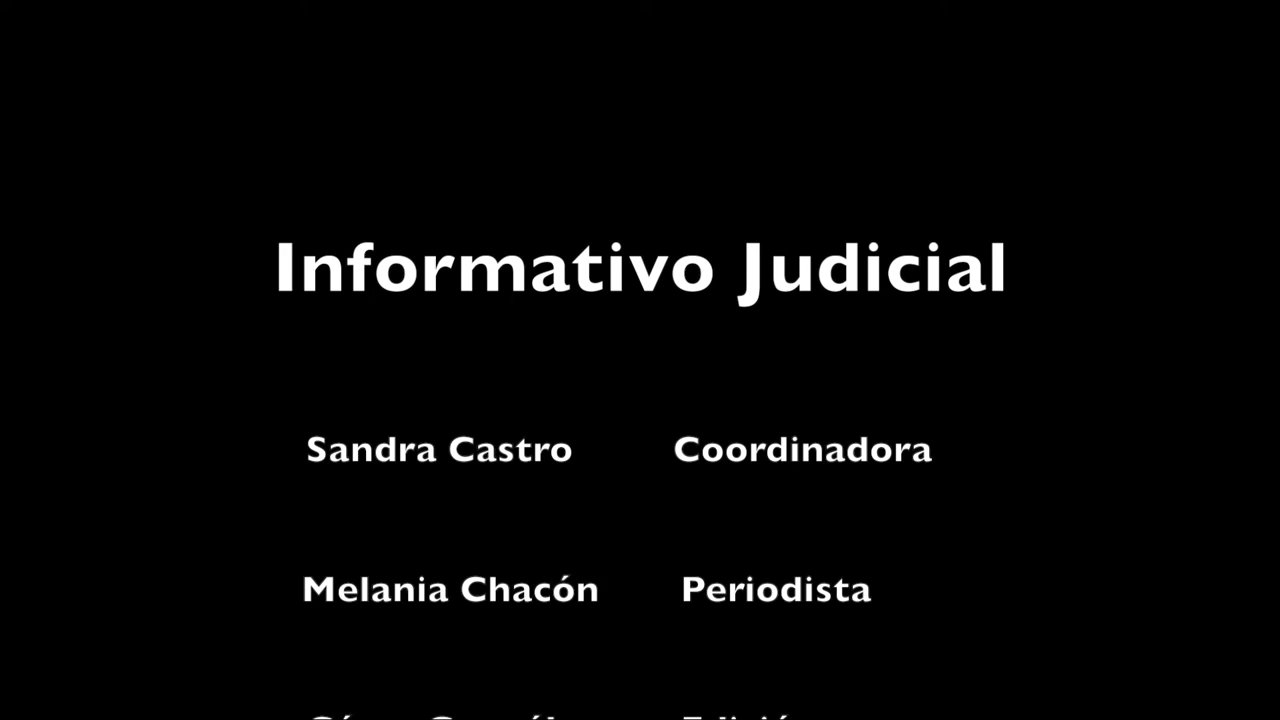 Informativo Judicial
Sandra Castro Coordinadora
Melania Chacón Periodista